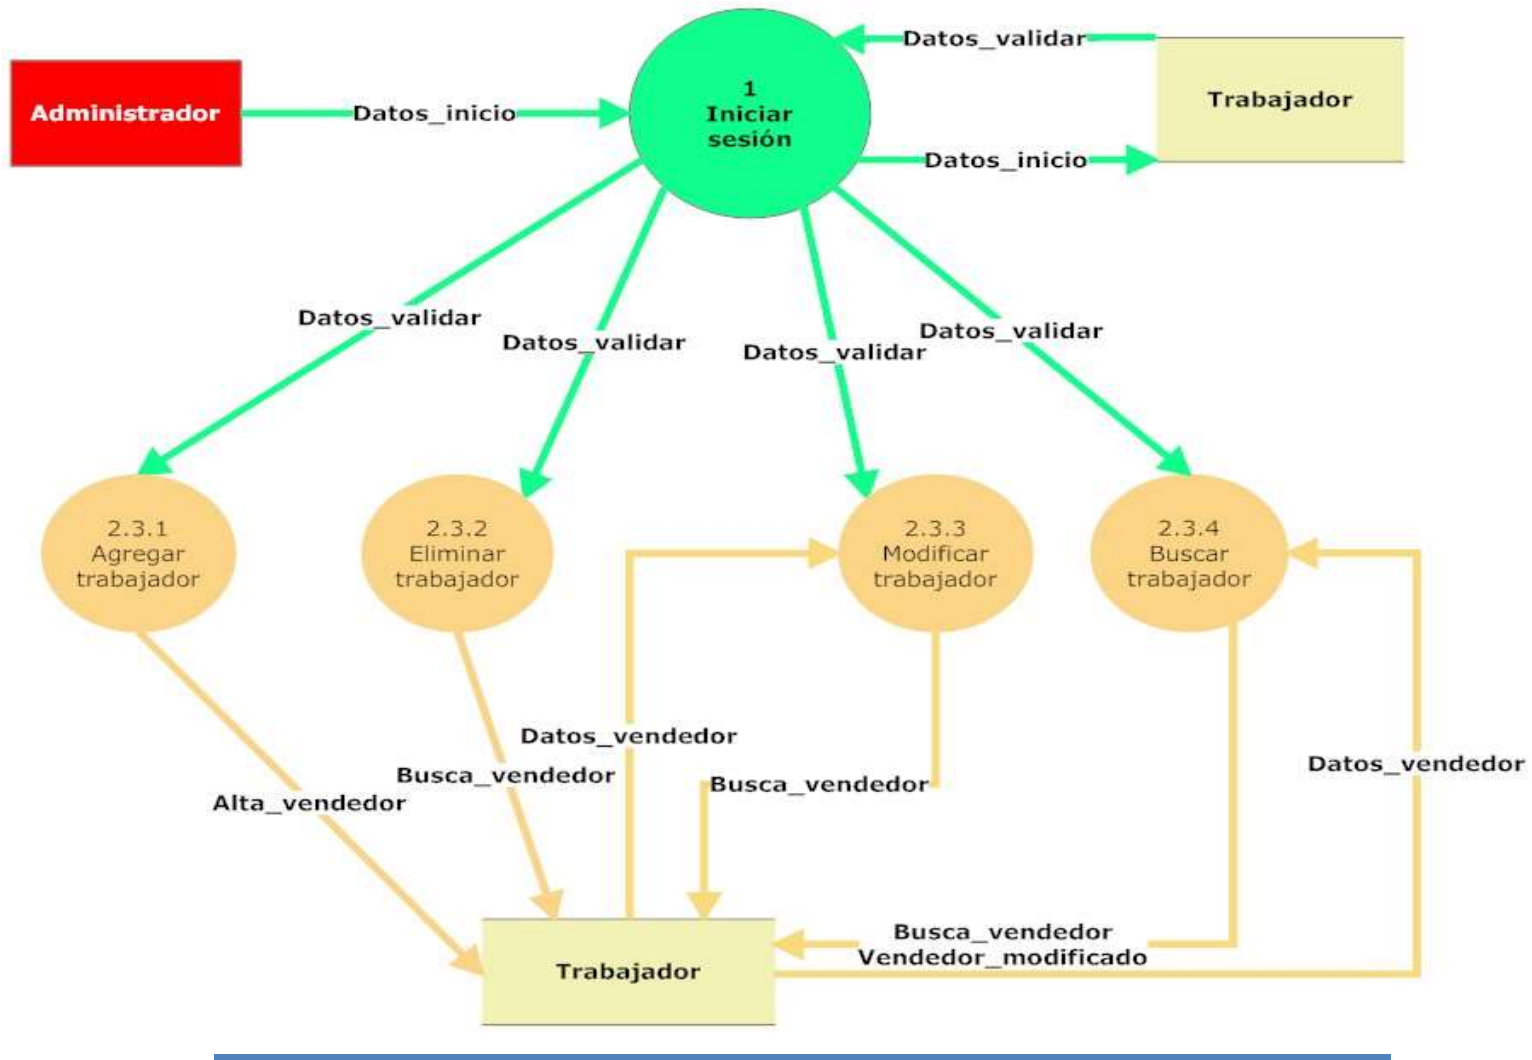 Datos_validar
Administrador
Datos_inicio
1
Iniciar
sesión
Trabajador
Datos_inicio
Datos_validar
Datos_validar
Datos_validar
Datos_validar
2.3.1
Agregar
trabajador
2.3.2
Eliminar
trabajador
2.3.3
Modificar
trabajador
2.3.4
Buscar
trabajador
Datos_vendedor
Busca_vendedor
Alta_vendedor
Busca_vendedor
Datos_vendedor
Busca_vendedor
Vendedor_modificado
Trabajador